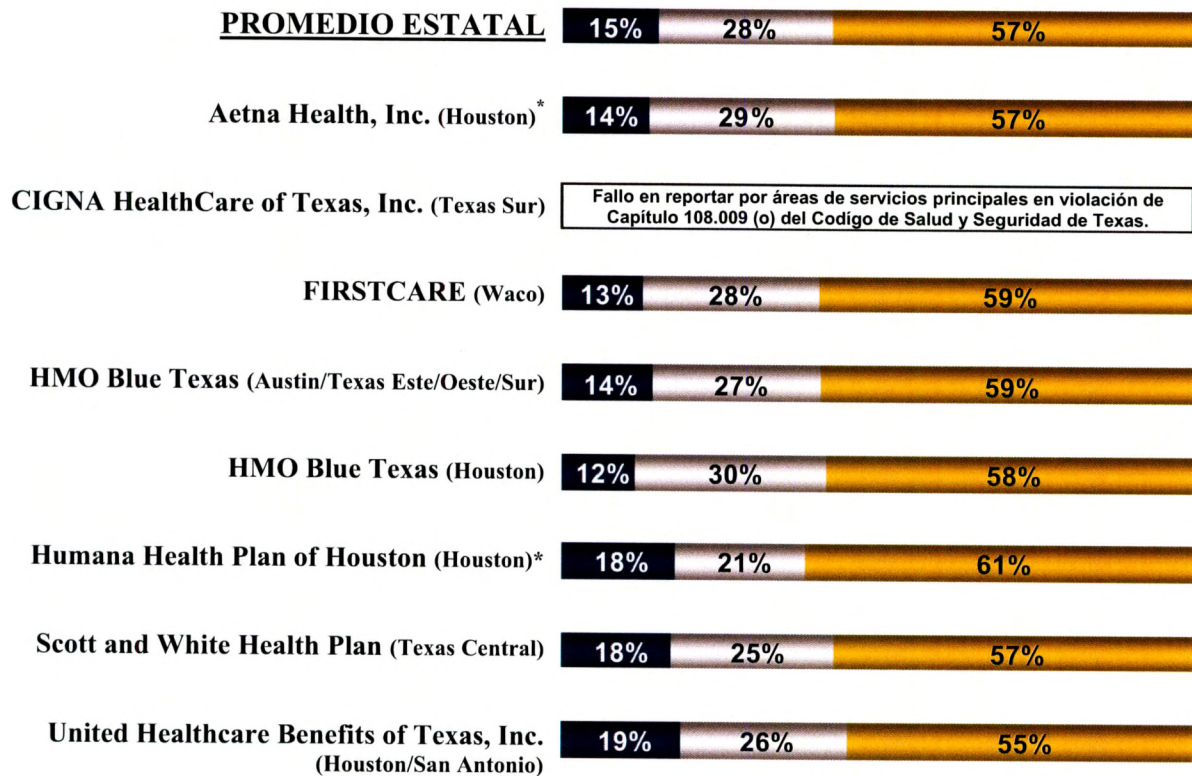 PROMEDIO ESTATAL 15% 28% 57%
Aetna Health, Inc. (Houston)* 14% 29% 57%
CIGNA HealthCare of Texas, Inc. (Texas Sur)
Fallo en reportar por áreas de servicios principales en violación de
Capítulo 108.009 (o) del Codígo de Salud y Seguridad de Texas.
FIRSTCARE (Waco) 13% 28% 59%
HMO Blue Texas (Austin/Texas Este/Oeste/Sur) 14% 27% 59%
HMO Blue Texas (Houston) 12% 30% 58%
Humana Health Plan of Houston (Houston)* 18% 21% 61%
Scott and White Health Plan (Texas Central) 18% 25% 57%
United Healthcare Benefits of Texas, Inc. 19% 26% 55%
(Houston/San Antonio)